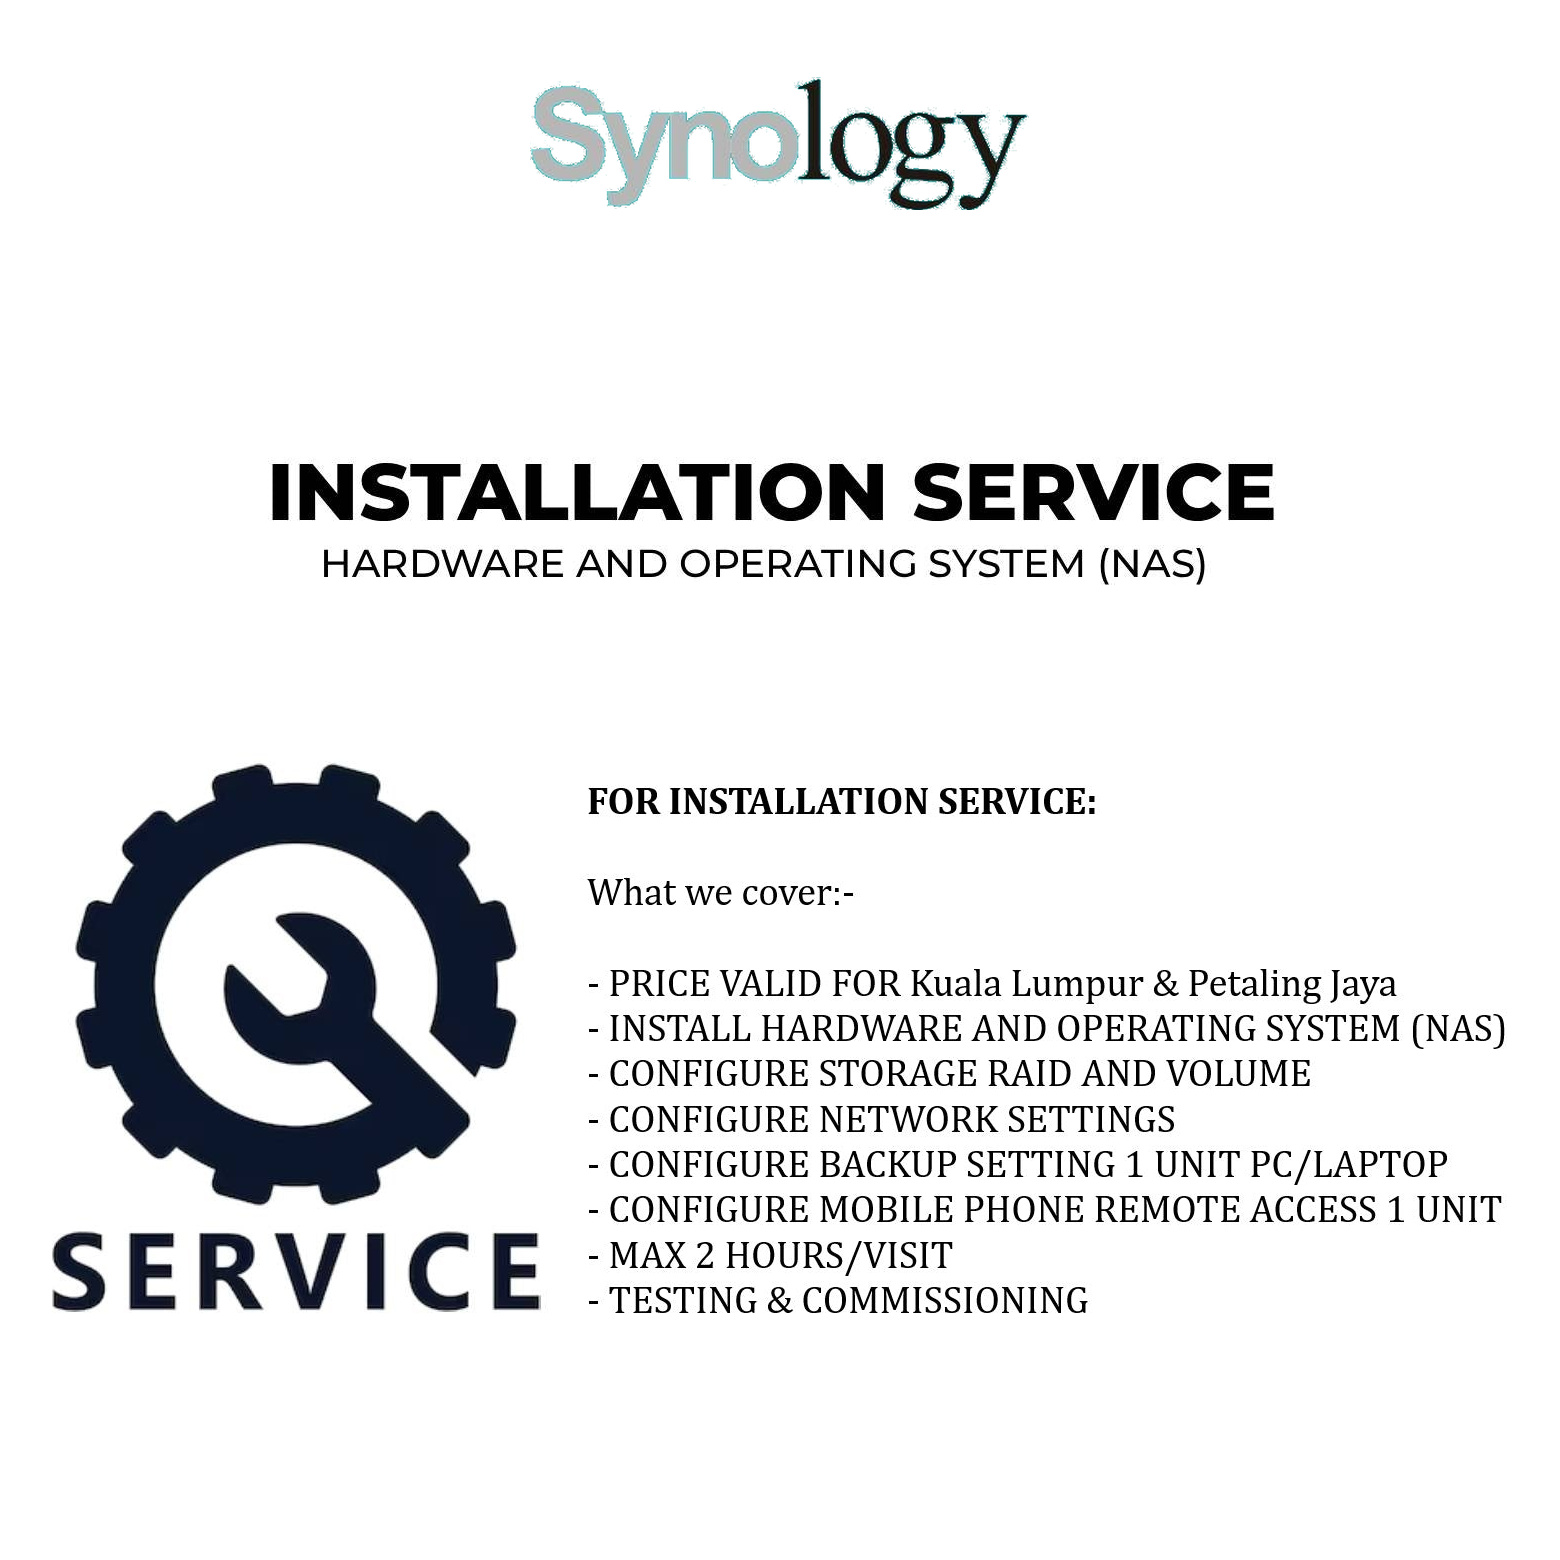 Synology
INSTALLATION SERVICE
HARDWARE AND OPERATING SYSTEM (NAS)
SERVICE
FOR INSTALLATION SERVICE:
What we cover:-
- PRICE VALID FOR Kuala Lumpur & Petaling Jaya
- INSTALL HARDWARE AND OPERATING SYSTEM (NAS)
- CONFIGURE STORAGE RAID AND VOLUME
- CONFIGURE NETWORK SETTINGS
- CONFIGURE BACKUP SETTING 1 UNIT PC/LAPTOP
- CONFIGURE MOBILE PHONE REMOTE ACCESS 1 UNIT
- MAX 2 HOURS/VISIT
- TESTING & COMMISSIONING